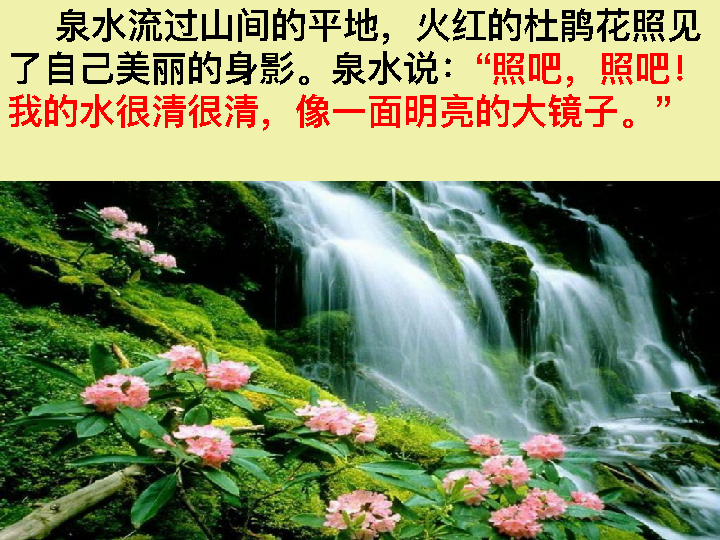 泉水流过山间的平地，火红的杜鹃花照见
了自己美丽的身影。泉水说：“照吧，照吧！
我的水很清很清，像一面明亮的大镜子。”